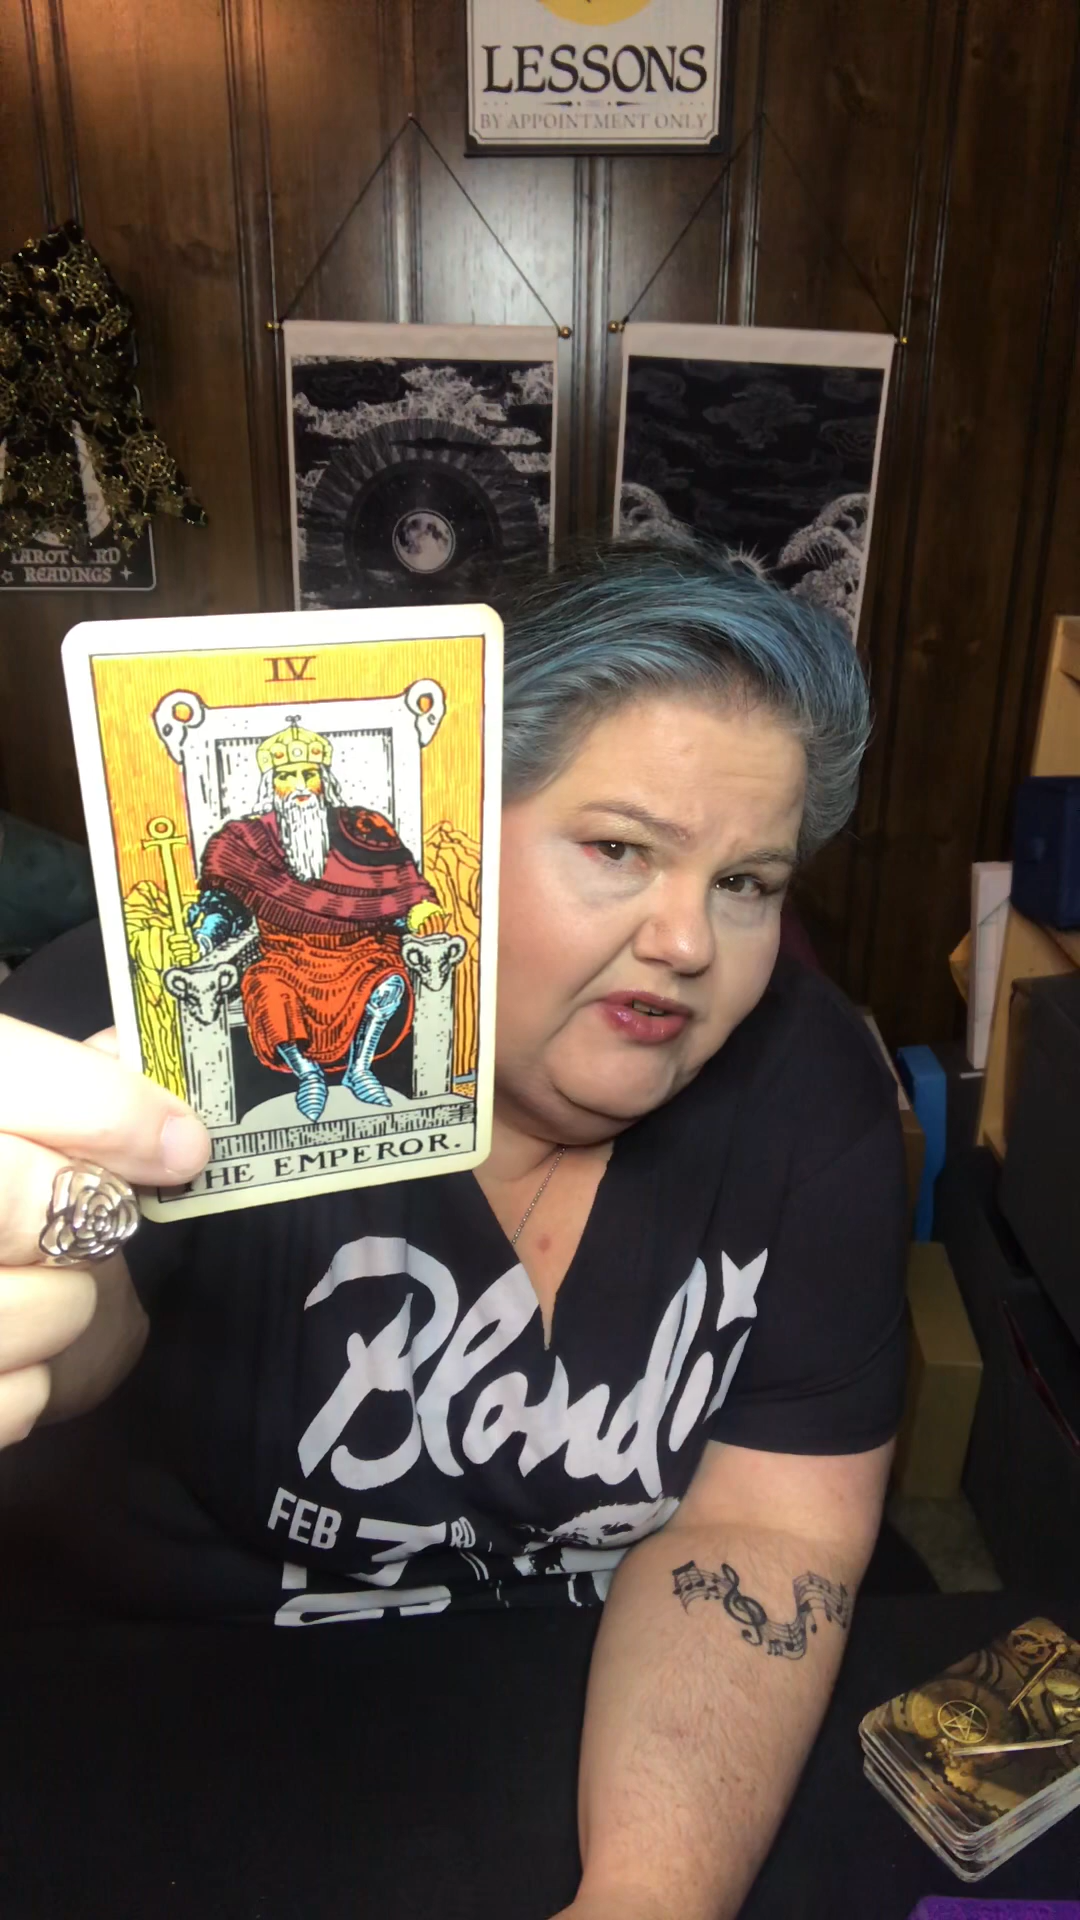 LESSONS
BY APPOINTMENT ONLY
TAROT CARD
READINGS
IV
THE EMPEROR.
Blondie
FEB 3RD